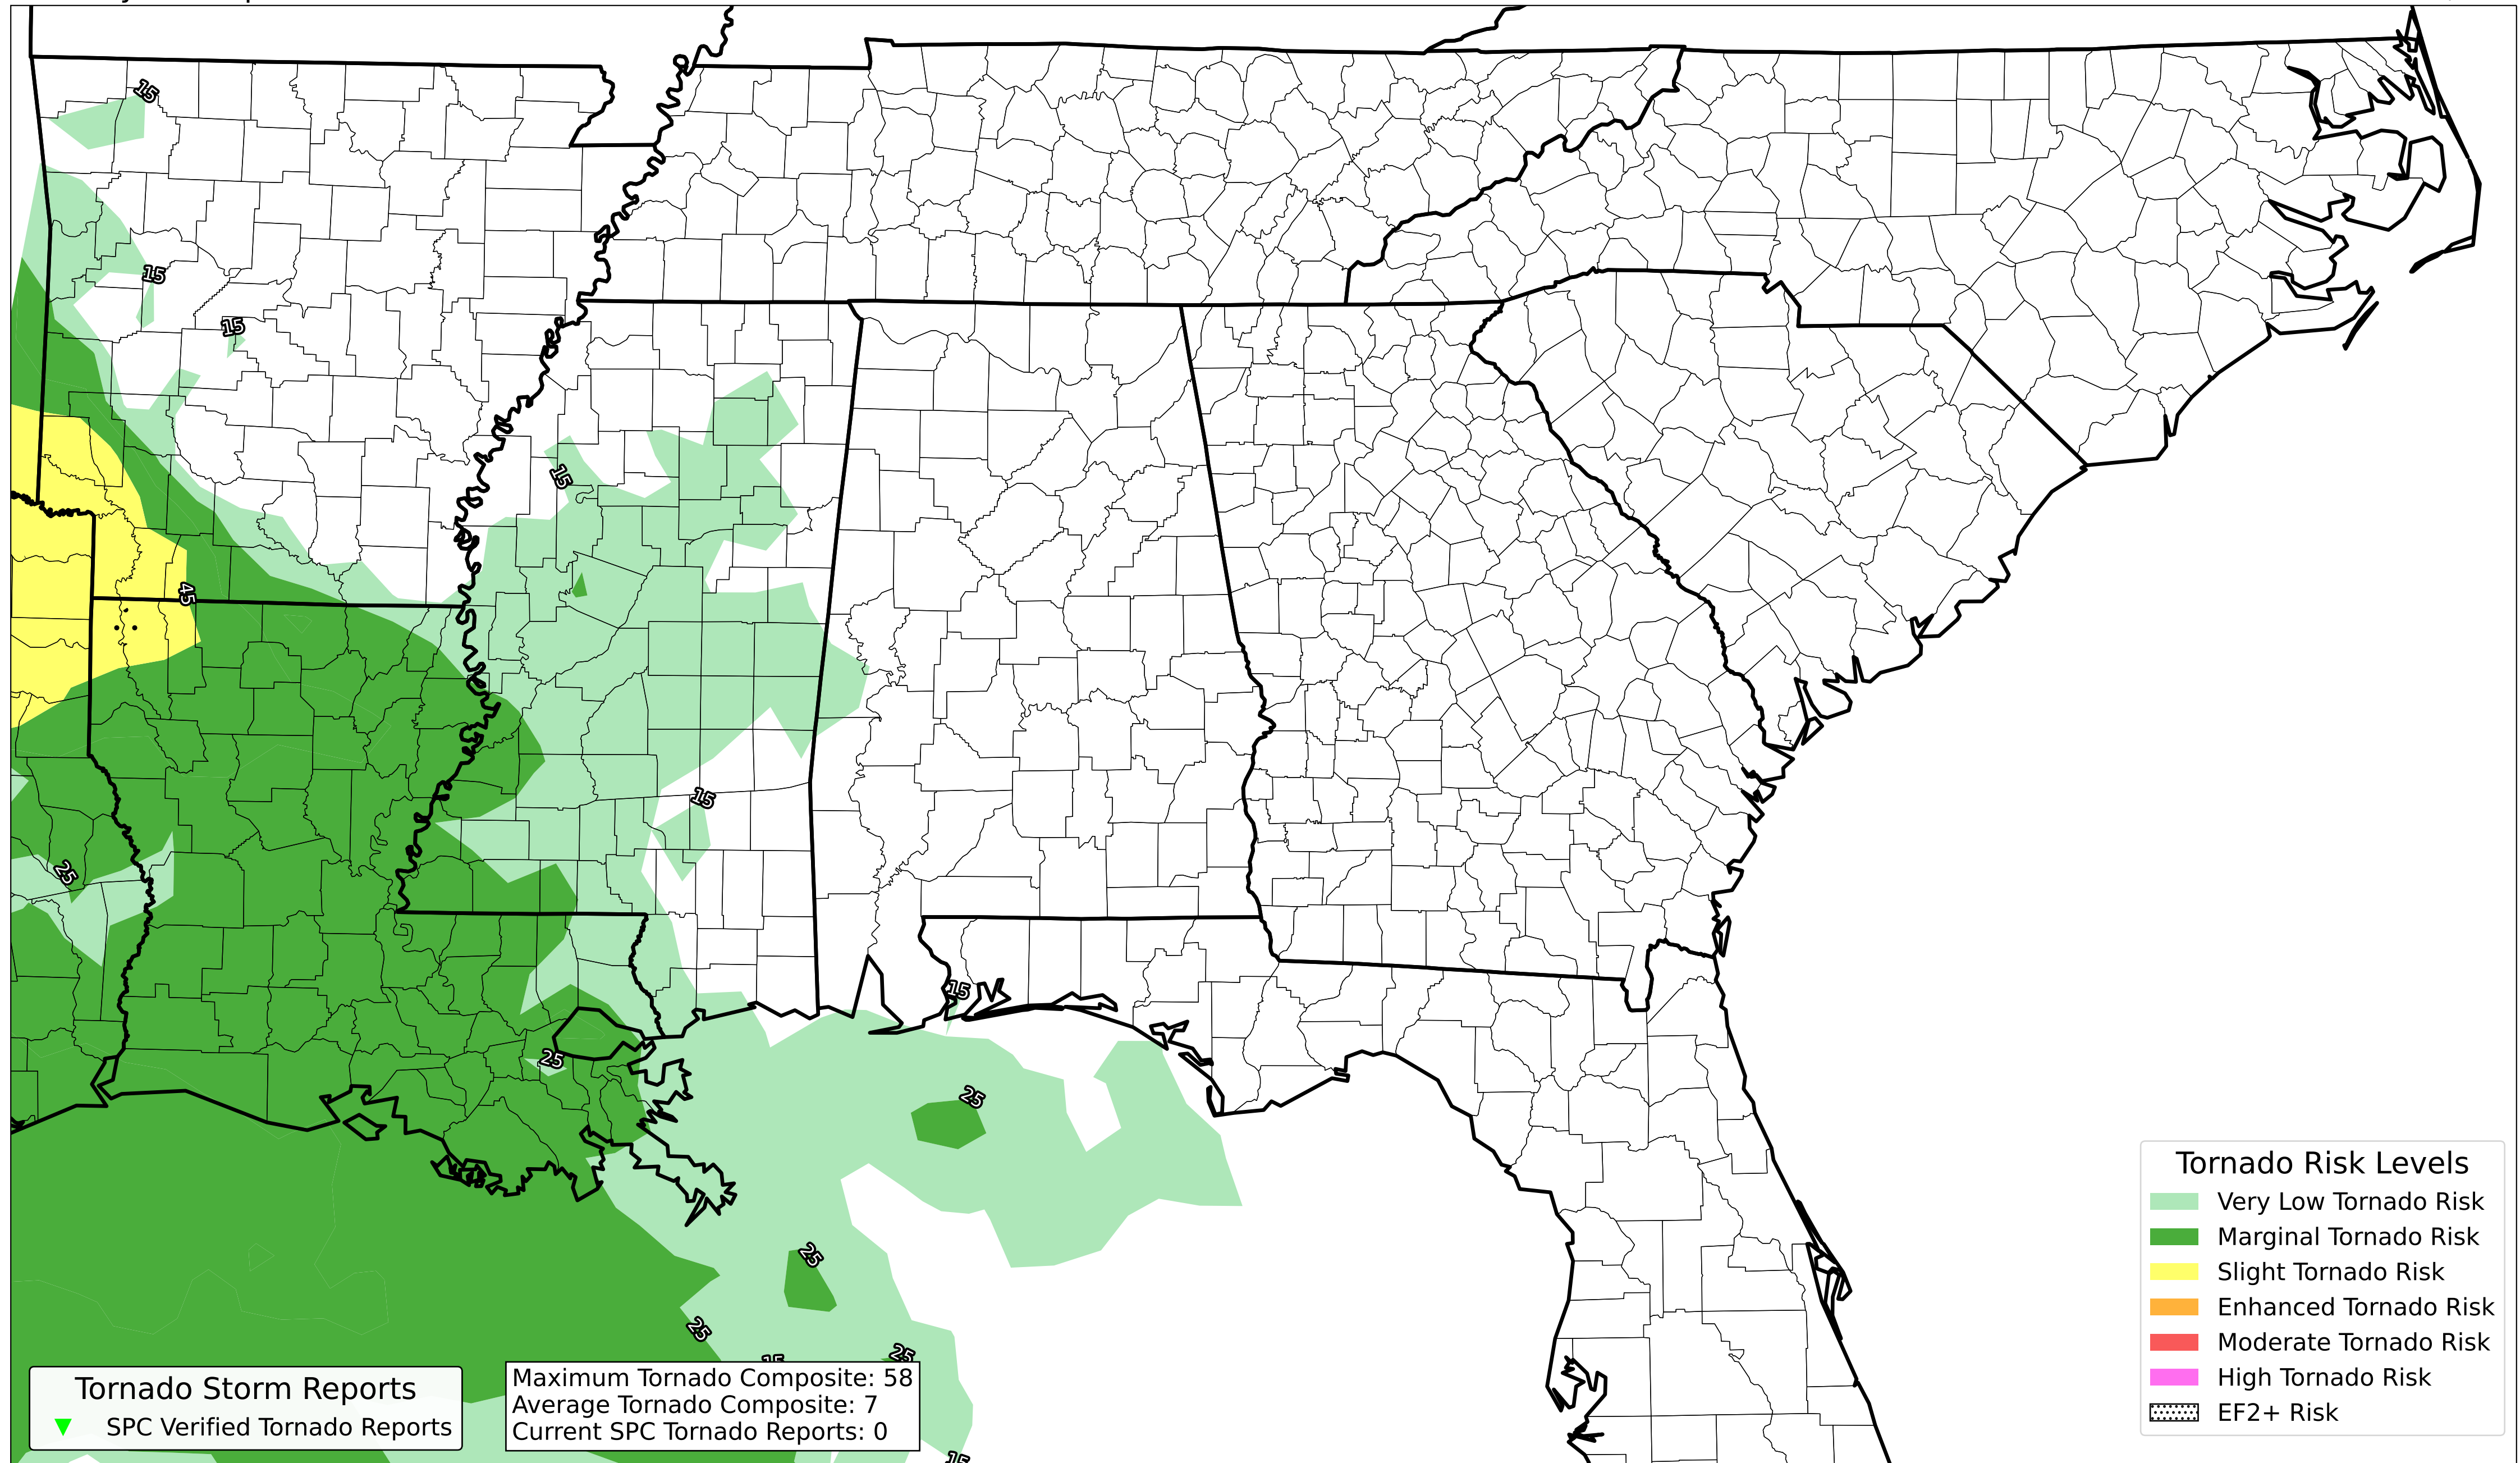 15
15
15
15
45
15
25
15
25
25
25
25
25
15
15
Tornado Risk Levels
Very Low Tornado Risk
Marginal Tornado Risk
Slight Tornado Risk
Enhanced Tornado Risk
Moderate Tornado Risk
High Tornado Risk
EF2+ Risk
Tornado Storm Reports
SPC Verified Tornado Reports
Maximum Tornado Composite: 58
Average Tornado Composite: 7
Current SPC Tornado Reports: 0